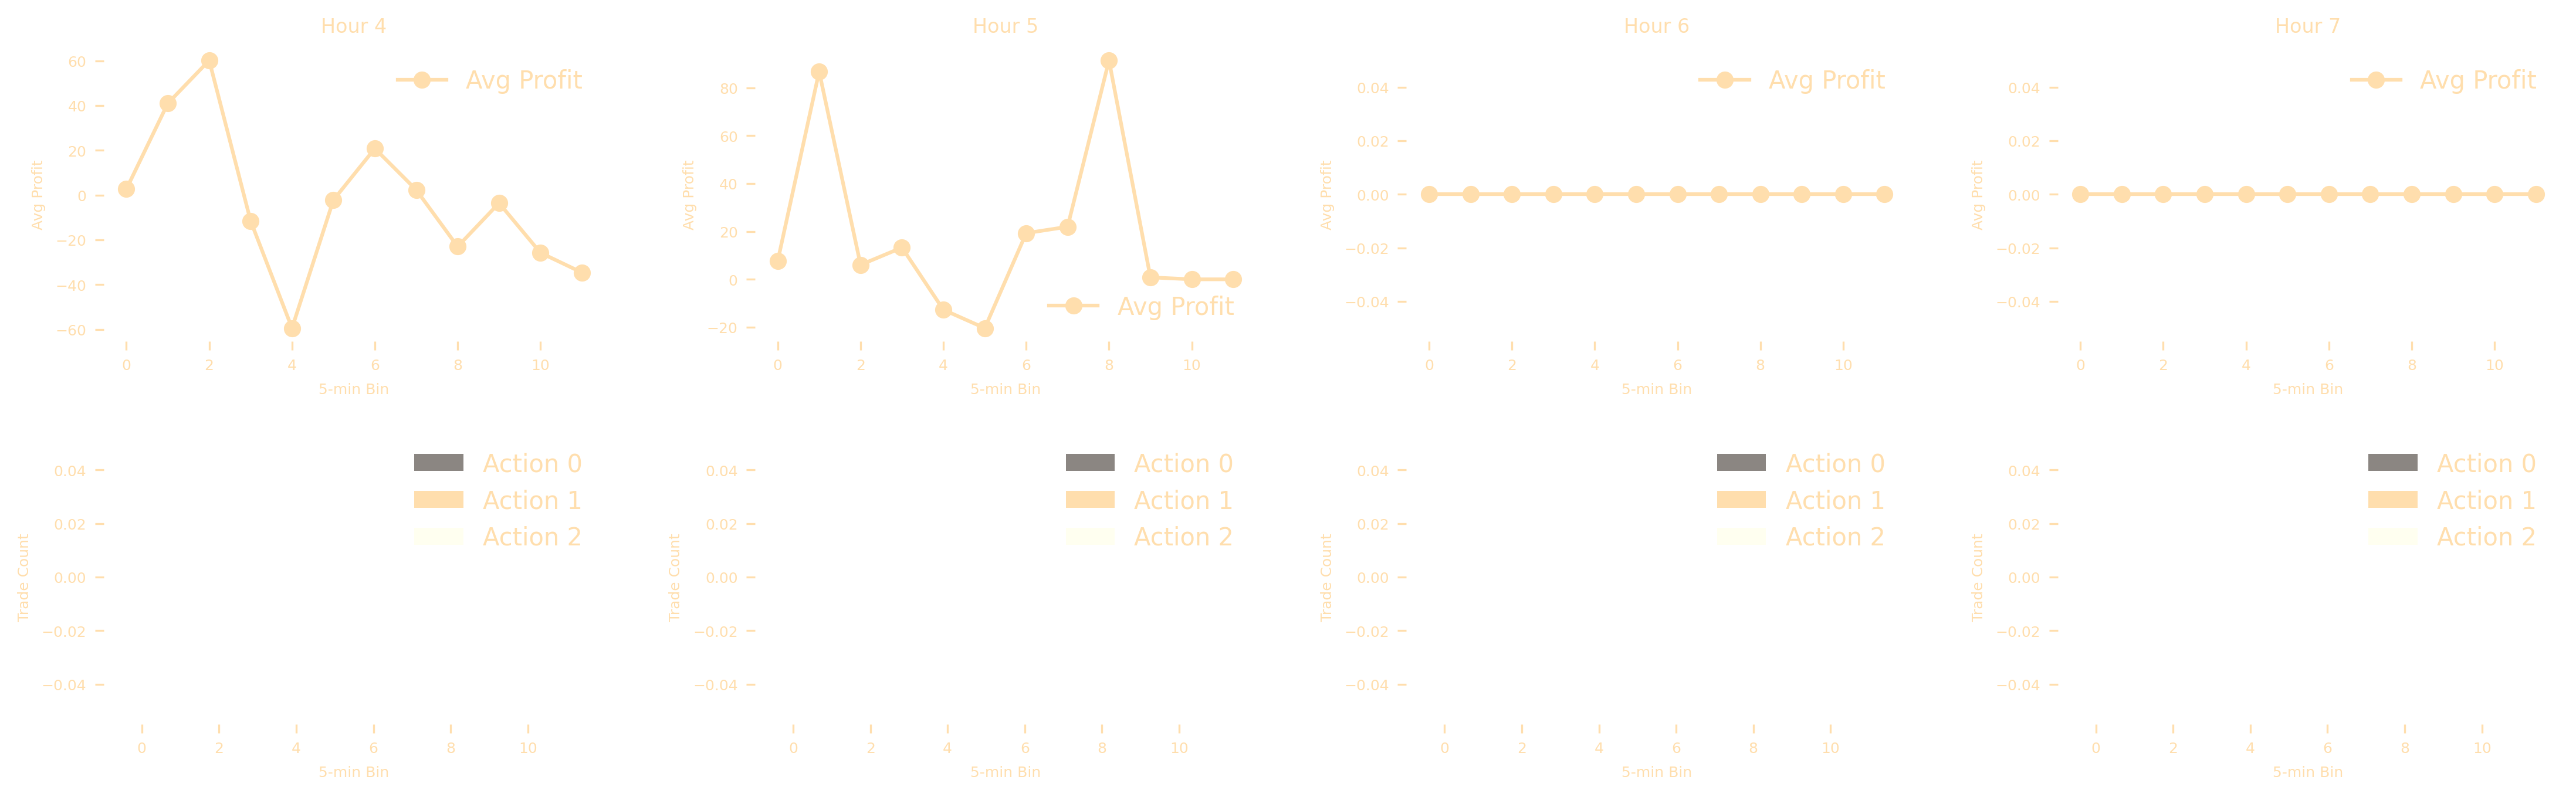 Hour 4
Avg Profit
60
40
20
0
−20
−40
−60
Avg Profit
0 2 4 6 8 10
5-min Bin
Hour 5
Avg Profit
80
60
40
20
0
−20
Avg Profit
0 2 4 6 8 10
5-min Bin
Hour 6
Avg Profit
0.04
0.02
0.00
−0.02
−0.04
Avg Profit
0 2 4 6 8 10
5-min Bin
Hour 7
Avg Profit
0.04
0.02
0.00
−0.02
−0.04
Avg Profit
0 2 4 6 8 10
5-min Bin
Action 0
Action 1
Action 2
0.04
0.02
0.00
−0.02
−0.04
Trade Count
0 2 4 6 8 10
5-min Bin
Action 0
Action 1
Action 2
0.04
0.02
0.00
−0.02
−0.04
Trade Count
0 2 4 6 8 10
5-min Bin
Action 0
Action 1
Action 2
0.04
0.02
0.00
−0.02
−0.04
Trade Count
0 2 4 6 8 10
5-min Bin
Action 0
Action 1
Action 2
0.04
0.02
0.00
−0.02
−0.04
Trade Count
0 2 4 6 8 10
5-min Bin